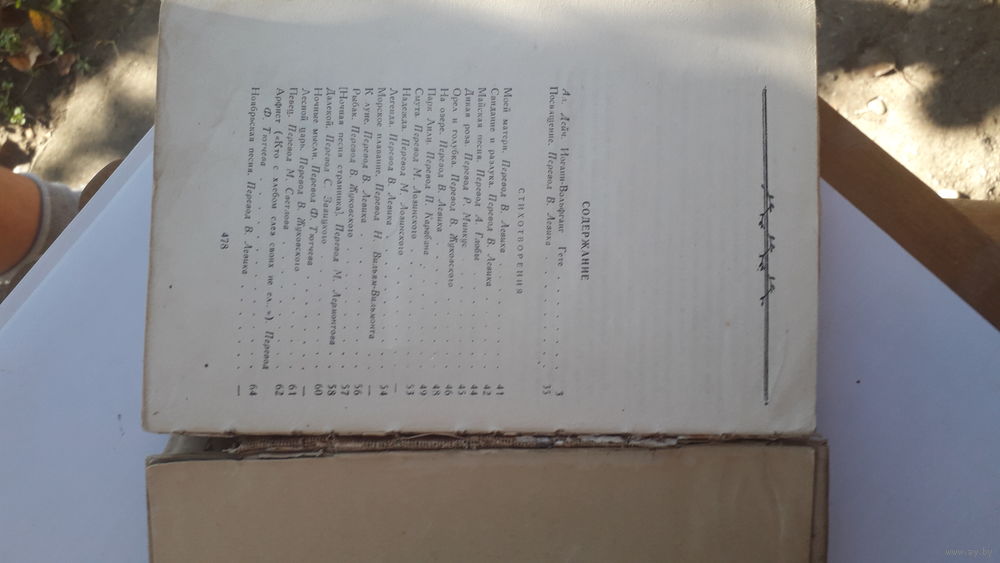 СОДЕРЖАНИЕ
Ал. Дейч. Иоганн-Вольфганг Гете . . . . . . . . 3
Посвящение. Перевод В. Левика . . . . . . . . 35
СТИХОТВОРЕНИЯ
Моей матери. Перевод В. Левика . . . . . . . . 41
Свидание и разлука. Перевод В. Левика . . . . . . 42
Майская песня. Перевод А. Глобы . . . . . . . . 44
Дикая роза. Перевод Р. Минкус . . . . . . . . 45
Орел и голубка. Перевод В. Жуковского . . . . . . 46
На озере. Перевод В. Левика . . . . . . . . 48
Парк Лили. Перевод П. Карабана . . . . . . . . 49
Смута. Перевод М. Лозинского . . . . . . . . 53
Надежда. Перевод М. Лозинского . . . . . . . . —
Легенда. Перевод В. Левика . . . . . . . . 54
Морское плавание. Перевод Н. Вильям-Вильмонта . . . —
К луне. Перевод В. Левика . . . . . . . . 56
Рыбак. Перевод В. Жуковского . . . . . . . . 57
[Ночная песня странника]. Перевод М. Лермонтова . . 58
Далекой. Перевод С. Заяицкого . . . . . . . .
Ночные мысли. Перевод Ф. Тютчева . . . . . . . . 60
Лесной царь. Перевод В. Жуковского . . . . . . . . —
Певец. Перевод М. Светлова . . . . . . . . 61
Арфист («Кто с хлебом слез своих не ел..»). Перевод
Ф. Тютчева . . . . . . . . 62
Ноябрьская песня. Перевод В. Левика . . . . . . 64
—
478
www.ay.by